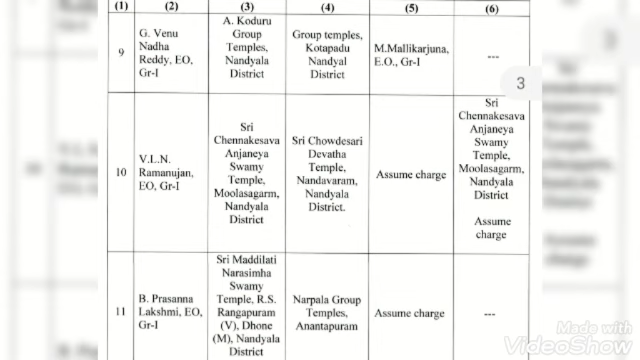 (1) (2) (3) (4) (5) (6)
9
G. Venu
Nadha
Reddy, EO,
Gr-I
A. Koduru
Group
Temples,
Nandyala
District
Group temples,
Kotapadu
Nandyal
District
M.Mallikarjuna,
E.O., Gr-I
---
3
10
V.L.N.
Ramanujan,
EO, Gr-I
Sri
Chennakesava
Anjaneya
Swamy
Temple,
Moolasagarm,
Nandyala
District
Sri Chowdesari
Devatha
Temple,
Nandavaram,
Nandyala
District.
Assume charge
Sri
Chennakesava
Anjaneya
Swamy
Temple,
Moolasagarm,
Nandyala
District
Assume
charge
11
B. Prasanna
Lakshmi, EO,
Gr-I
Sri Maddilati
Narasimha
Swamy
Temple, R.S.
Rangapuram
(V), Dhone
(M), Nandyala
District
Narpala Group
Temples,
Anantapuram
Assume charge
---
Made with
VideoShow